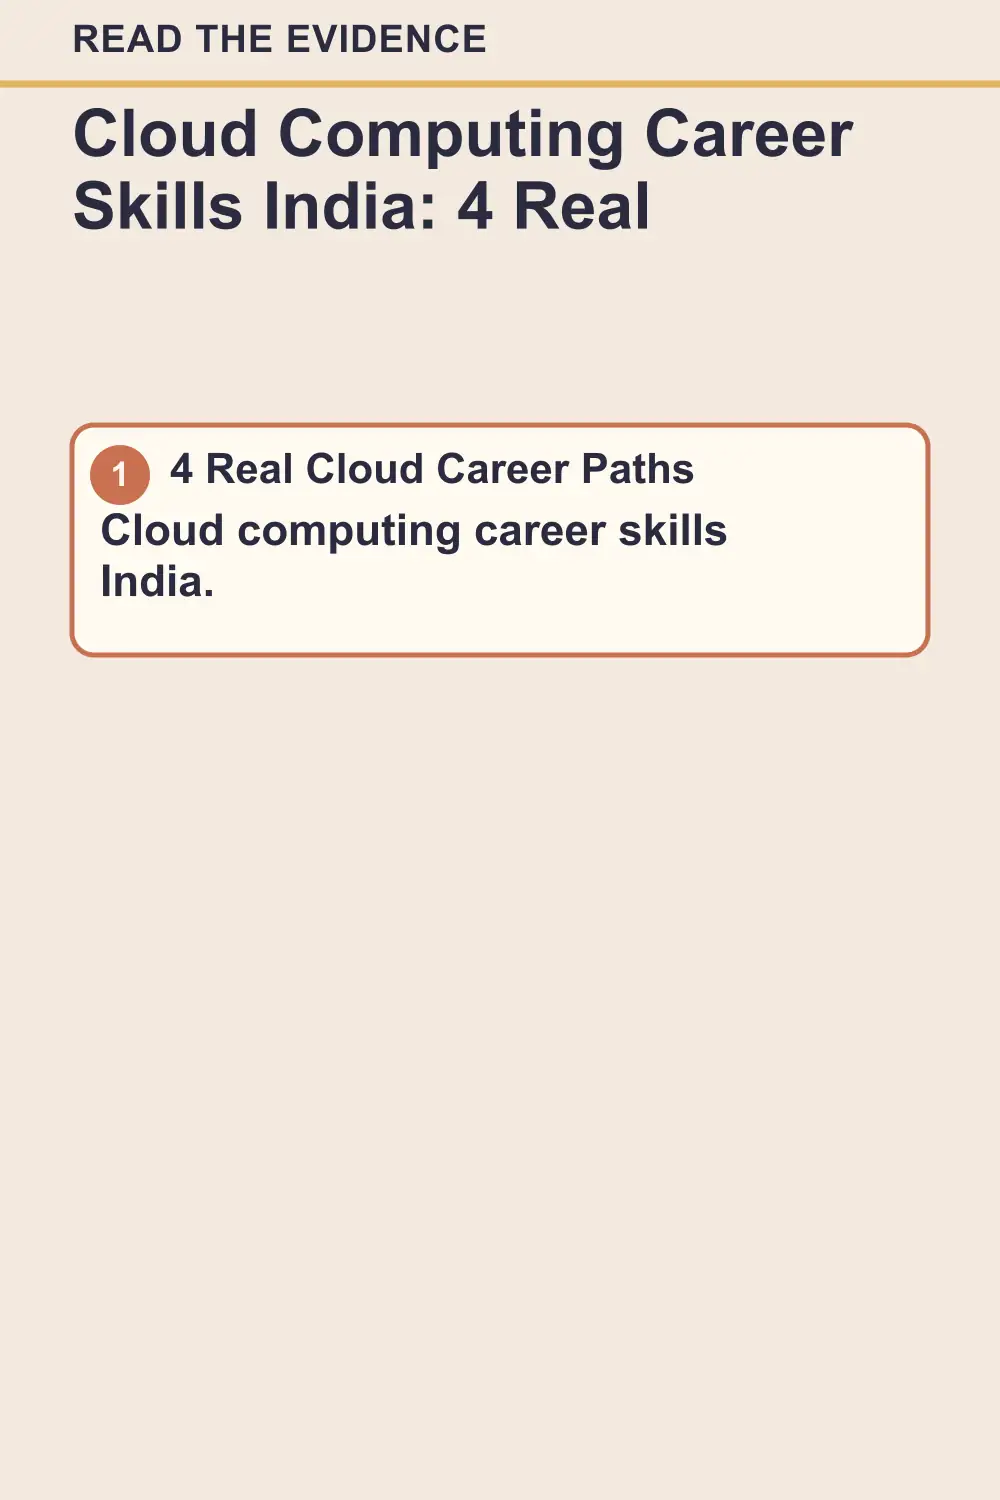 READ THE EVIDENCE
Cloud Computing Career
Skills India: 4 Real
1 4 Real Cloud Career Paths
Cloud computing career skills
India.